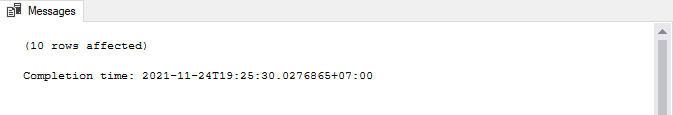 Messages
(10 rows affected)
Completion time: 2021-11-24T19:25:30.0276865+07:00